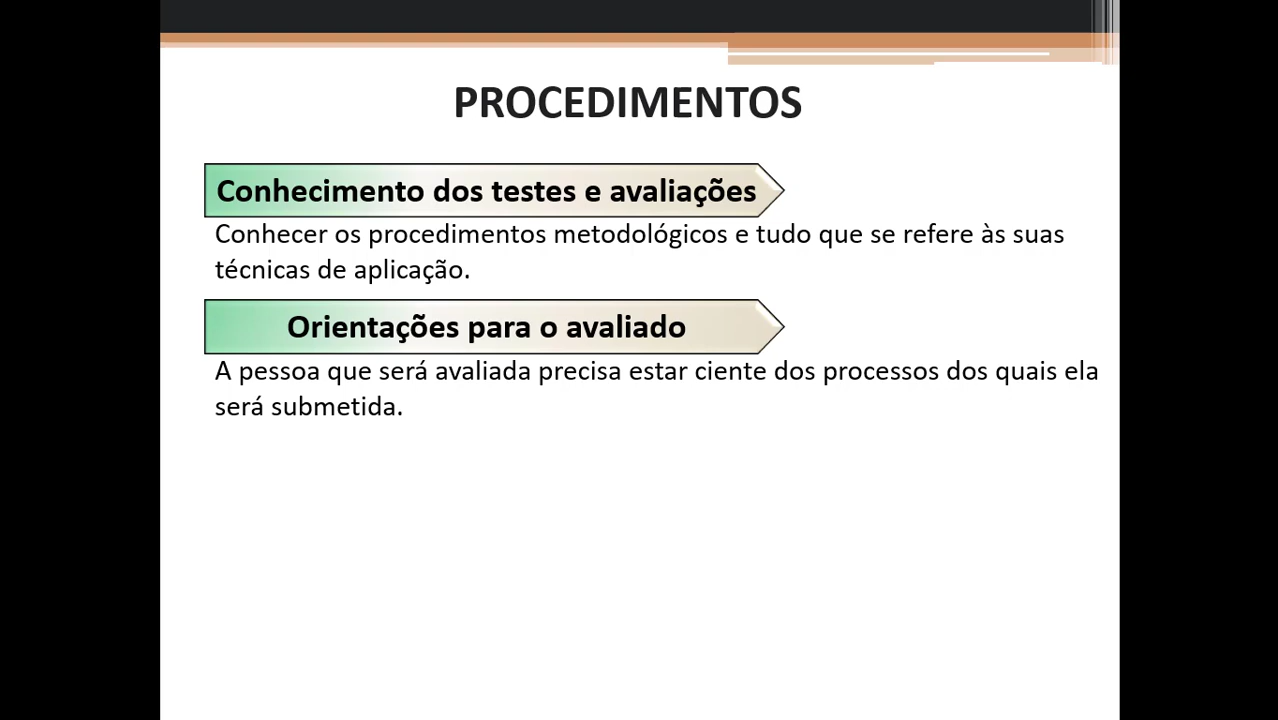 PROCEDIMENTOS
Conhecimento dos testes e avaliações
Conhecer os procedimentos metodológicos e tudo que se refere às suas
técnicas de aplicação.
Orientações para o avaliado
A pessoa que será avaliada precisa estar ciente dos processos dos quais ela
será submetida.